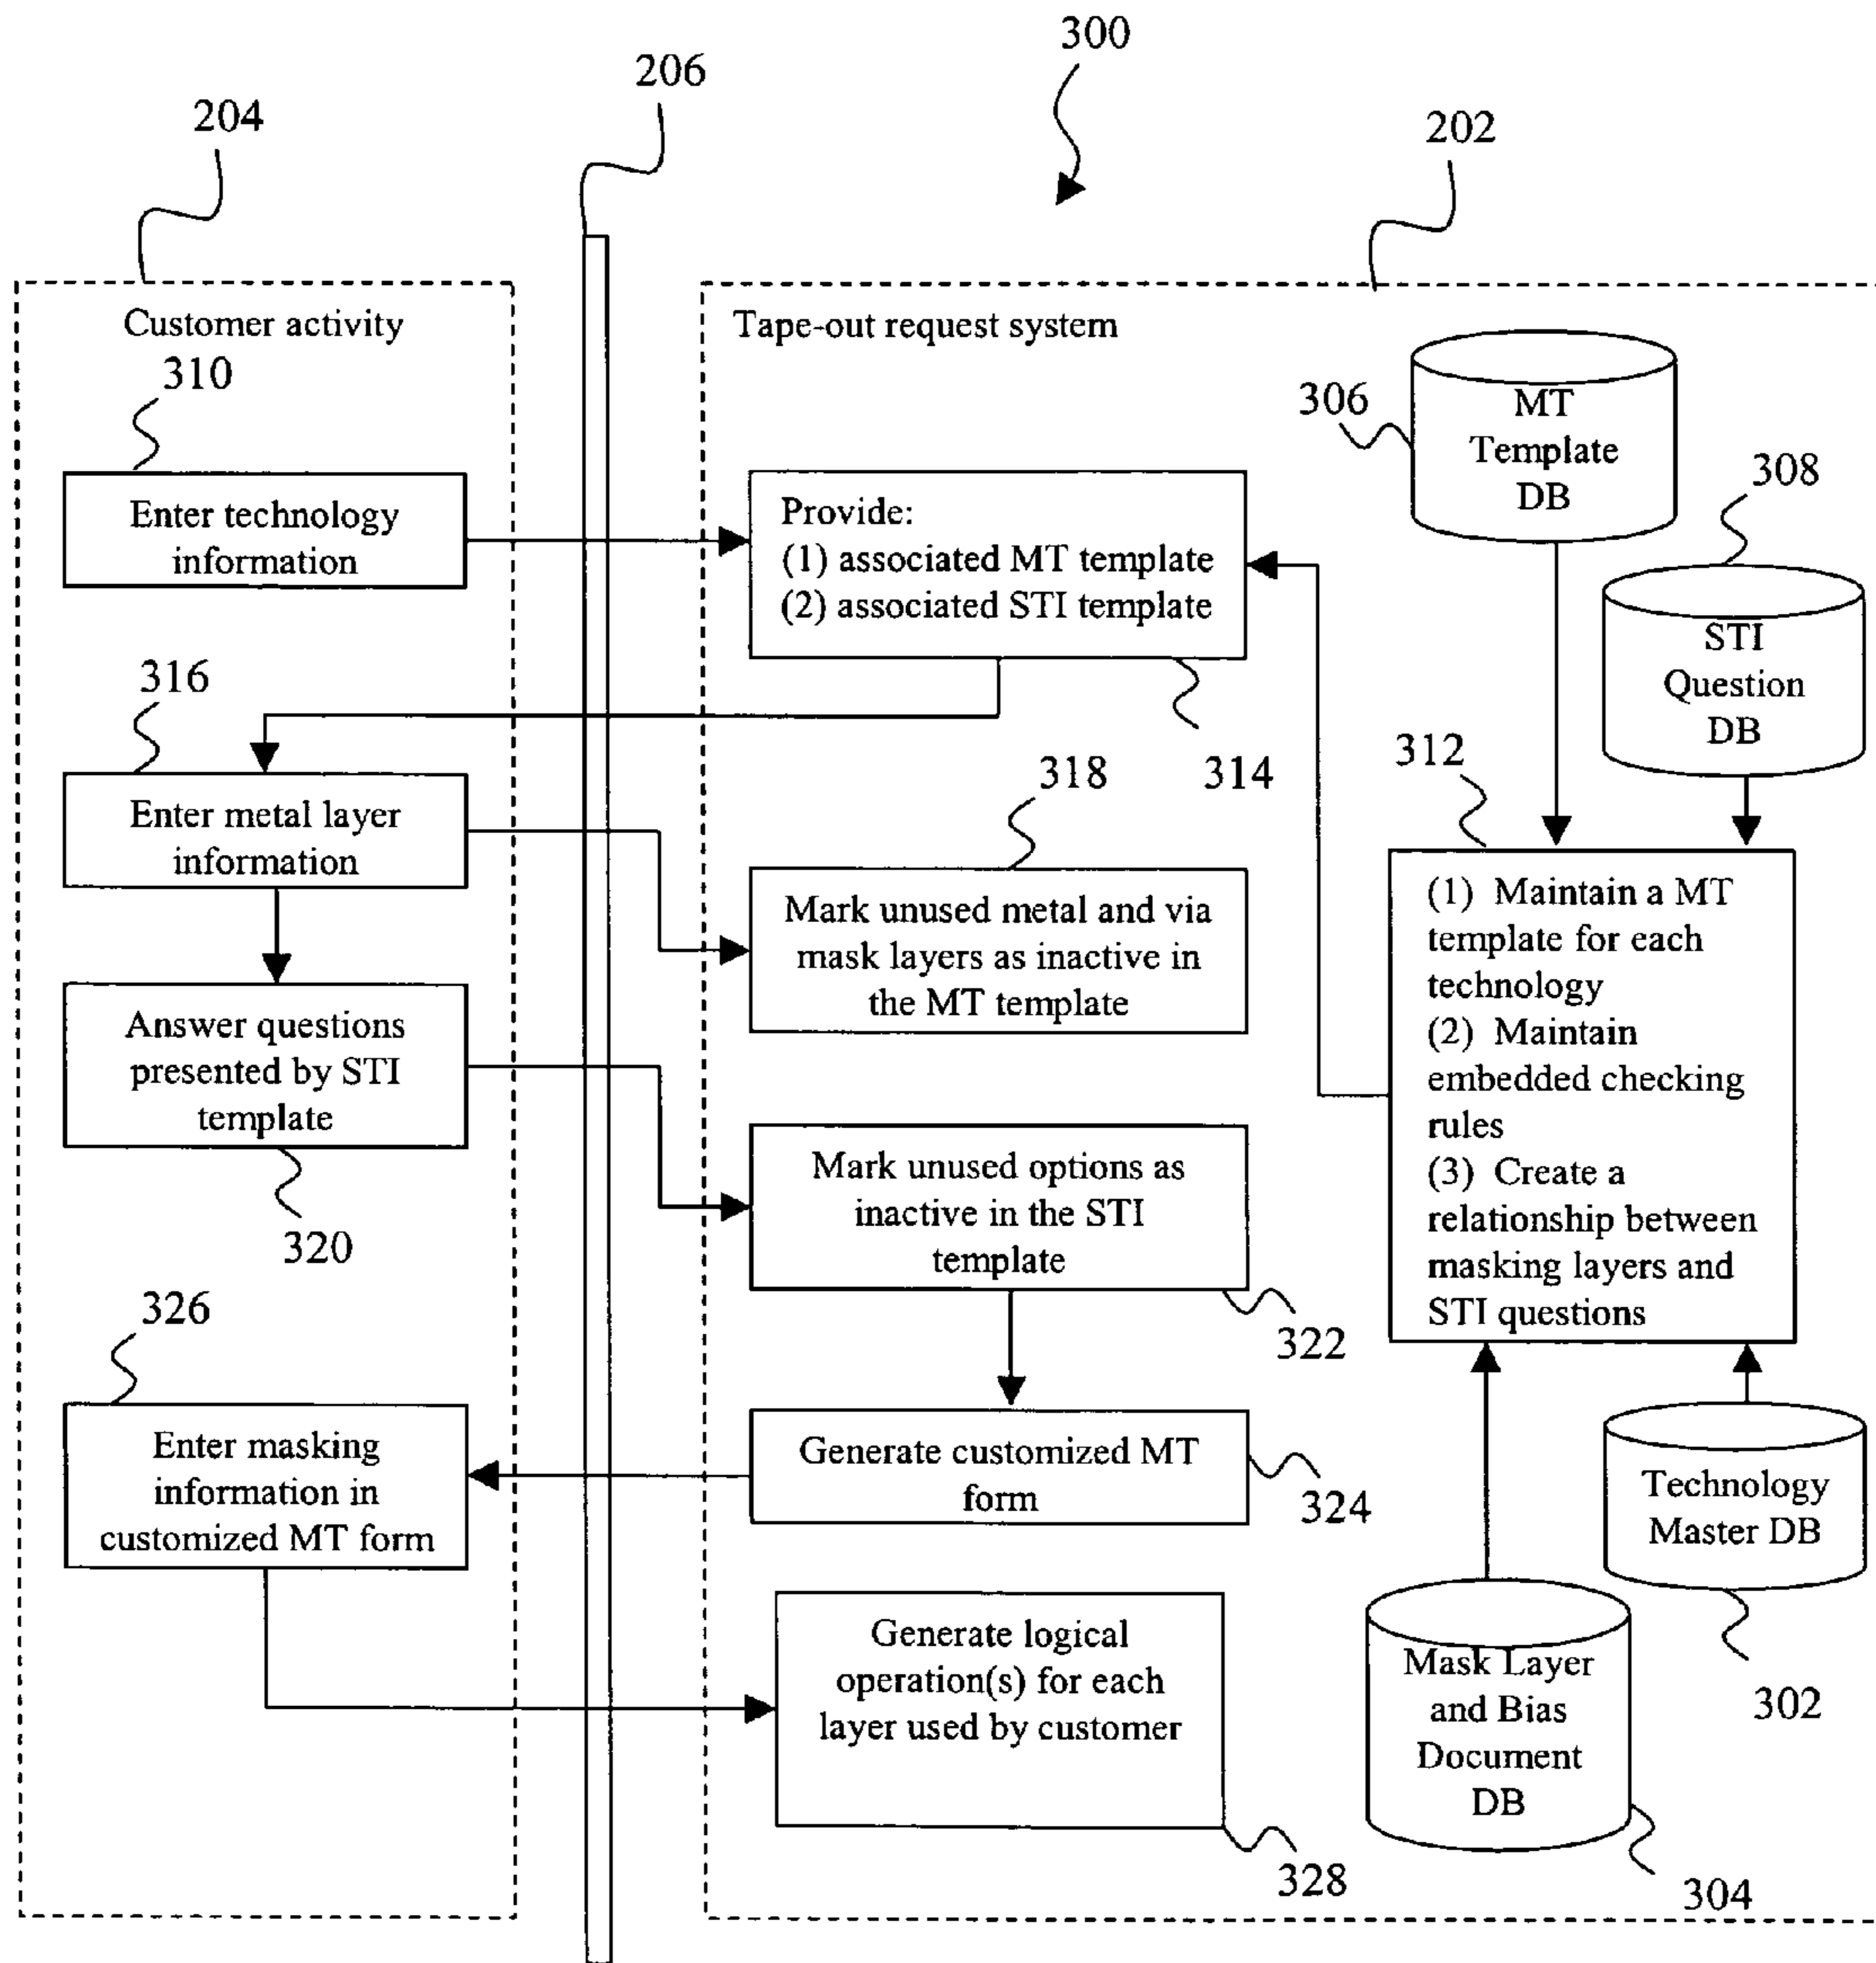 300
206
204
202
Customer activity
310
Enter technology
information
316
Enter metal layer
information
Answer questions
presented by STI
template
320
326
Enter masking
information in
customized MT form
Tape-out request system
Provide:
(1) associated MT template
(2) associated STI template
314
318
Mark unused metal and via
mask layers as inactive in
the MT template
Mark unused options as
inactive in the STI
template
322
Generate customized MT
form
324
Generate logical
operation(s) for each
layer used by customer
328
306
MT
Template
DB
308
STI
Question
DB
312
(1) Maintain a MT
template for each
technology
(2) Maintain
embedded checking
rules
(3) Create a
relationship between
masking layers and
STI questions
Technology
Master DB
302
Mask Layer
and Bias
Document
DB
304